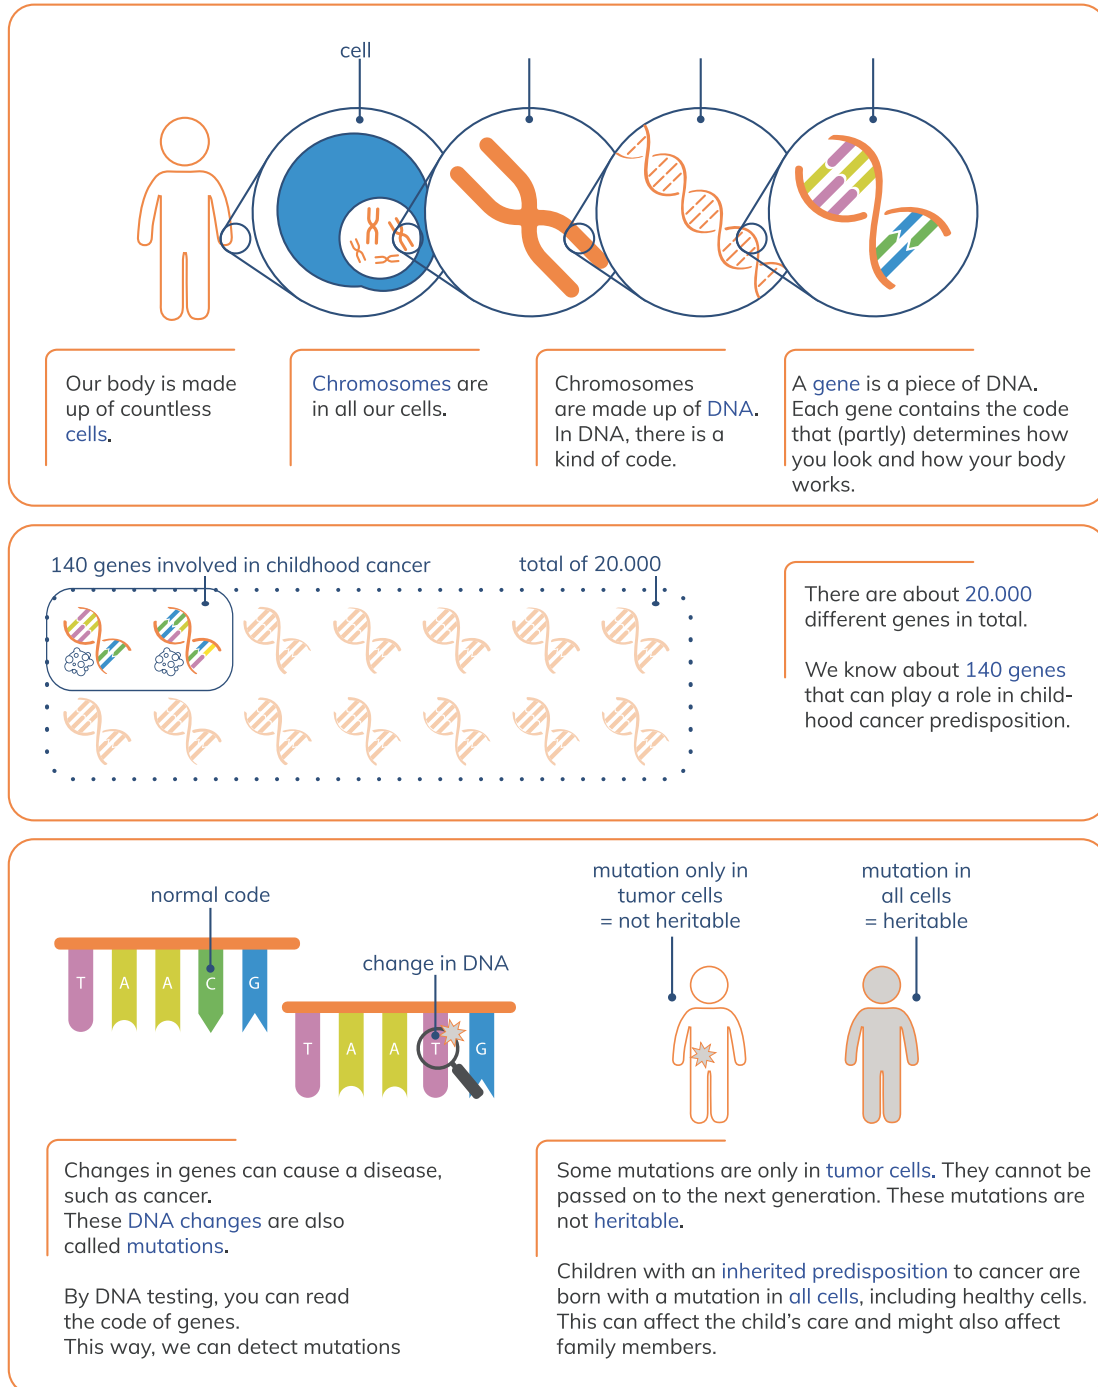 cell
Our body is made
up of countless
cells.
Chromosomes are
in all our cells.
Chromosomes
are made up of DNA.
In DNA, there is a
kind of code.
A gene is a piece of DNA.
Each gene contains the code
that (partly) determines how
you look and how your body
works.
140 genes involved in childhood cancer
total of 20.000
There are about 20.000
different genes in total.
We know about 140 genes
that can play a role in child-
hood cancer predisposition.
normal code
T A A C G
change in DNA
T A A T G
mutation only in
tumor cells
= not heritable
mutation in
all cells
= heritable
Changes in genes can cause a disease,
such as cancer.
These DNA changes are also
called mutations.
By DNA testing, you can read
the code of genes.
This way, we can detect mutations
Some mutations are only in tumor cells. They cannot be
passed on to the next generation. These mutations are
not heritable.
Children with an inherited predisposition to cancer are
born with a mutation in all cells, including healthy cells.
This can affect the child’s care and might also affect
family members.